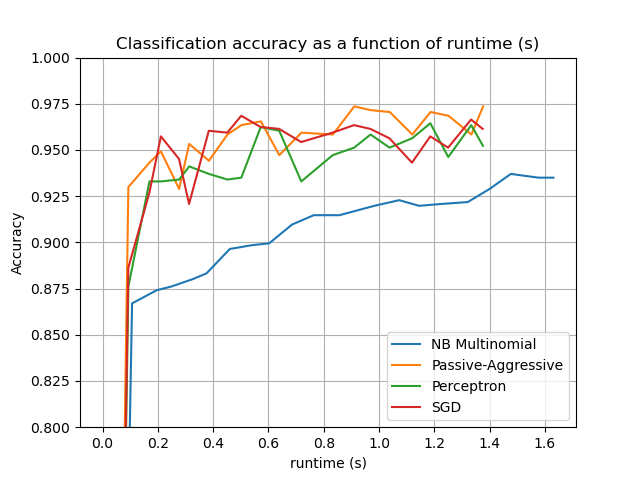 Classification accuracy as a function of runtime (s)
1.000
0.975
0.950
0.925
0.900
0.875
0.850
0.825
0.800
Accuracy
NB Multinomial
Passive-Aggressive
Perceptron
SGD
0.0 0.2 0.4 0.6 0.8 1.0 1.2 1.4 1.6
runtime (s)